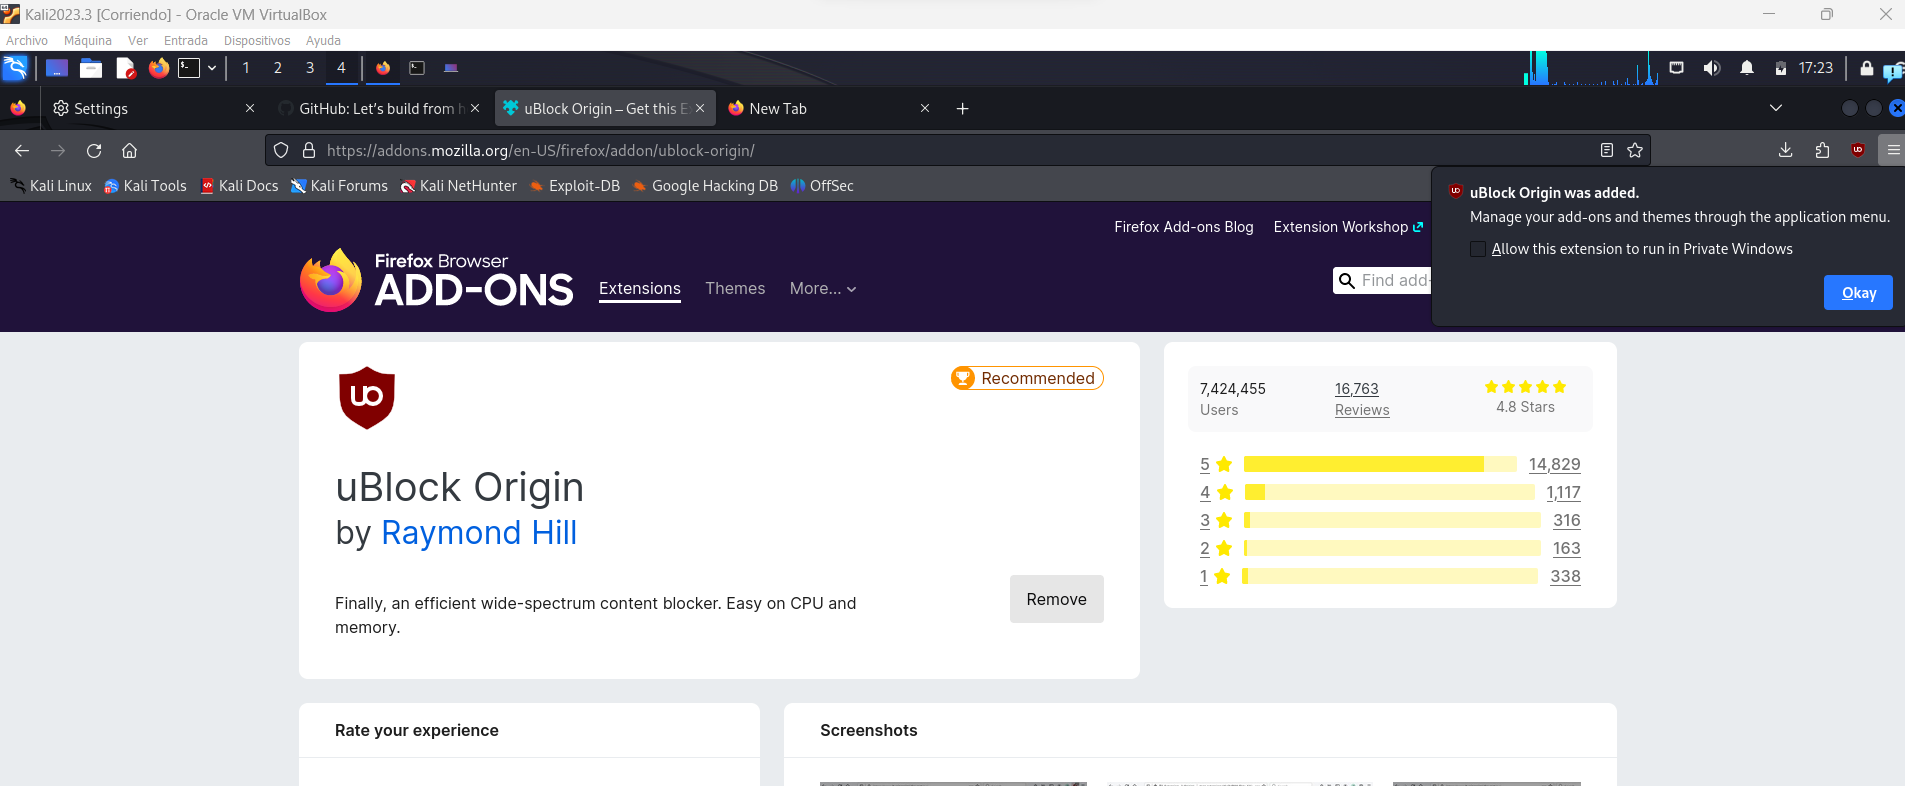 Kali2023.3 [Corriendo] - Oracle VM VirtualBox
Archivo Máquina Ver Entrada Dispositivos Ayuda
1 2 3 4 17:23
Settings GitHub: Let's build from h uBlock Origin – Get this E New Tab
https://addons.mozilla.org/en-US/firefox/addon/ublock-origin/
Kali Linux Kali Tools Kali Docs Kali Forums Kali NetHunter Exploit-DB Google Hacking DB OffSec
uBlock Origin was added.
Manage your add-ons and themes through the application menu.
Allow this extension to run in Private Windows
Okay
Firefox Add-ons Blog Extension Workshop
Firefox Browser
ADD-ONS
Extensions Themes More...
Find add-
uo
Recommended
uBlock Origin
by Raymond Hill
Finally, an efficient wide-spectrum content blocker. Easy on CPU and
memory.
Remove
7,424,455 16,763
Users Reviews 4.8 Stars
5 14,829
4 1,117
3 316
2 163
1 338
Rate your experience
Screenshots